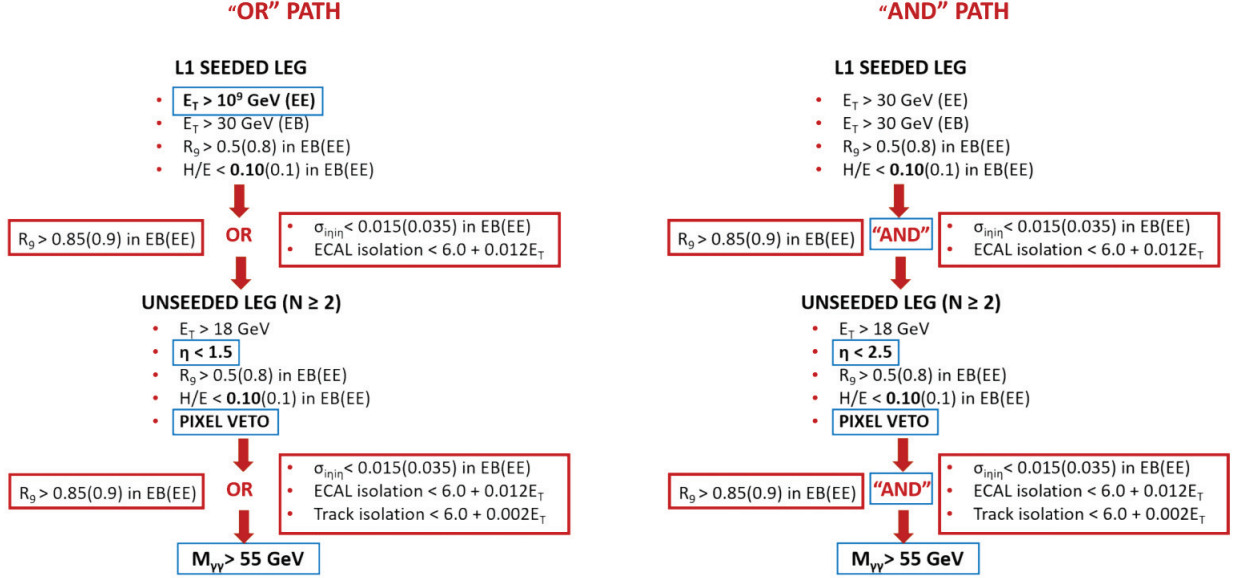 “OR” PATH
L1 SEEDED LEG
• E_T > 10⁹ GeV (EE)
• E_T > 30 GeV (EB)
• R₉ > 0.5(0.8) in EB(EE)
• H/E < 0.10(0.1) in EB(EE)
R₉ > 0.85(0.9) in EB(EE)
OR
• σ_iηiη < 0.015(0.035) in EB(EE)
• ECAL isolation < 6.0 + 0.012E_T
UNSEEDED LEG (N ≥ 2)
• E_T > 18 GeV
• η < 1.5
• R₉ > 0.5(0.8) in EB(EE)
• H/E < 0.10(0.1) in EB(EE)
• PIXEL VETO
R₉ > 0.85(0.9) in EB(EE)
OR
• σ_iηiη < 0.015(0.035) in EB(EE)
• ECAL isolation < 6.0 + 0.012E_T
• Track isolation < 6.0 + 0.002E_T
M_γγ > 55 GeV
“AND” PATH
L1 SEEDED LEG
• E_T > 30 GeV (EE)
• E_T > 30 GeV (EB)
• R₉ > 0.5(0.8) in EB(EE)
• H/E < 0.10(0.1) in EB(EE)
R₉ > 0.85(0.9) in EB(EE)
“AND”
• σ_iηiη < 0.015(0.035) in EB(EE)
• ECAL isolation < 6.0 + 0.012E_T
UNSEEDED LEG (N ≥ 2)
• E_T > 18 GeV
• η < 2.5
• R₉ > 0.5(0.8) in EB(EE)
• H/E < 0.10(0.1) in EB(EE)
• PIXEL VETO
R₉ > 0.85(0.9) in EB(EE)
“AND”
• σ_iηiη < 0.015(0.035) in EB(EE)
• ECAL isolation < 6.0 + 0.012E_T
• Track isolation < 6.0 + 0.002E_T
M_γγ > 55 GeV